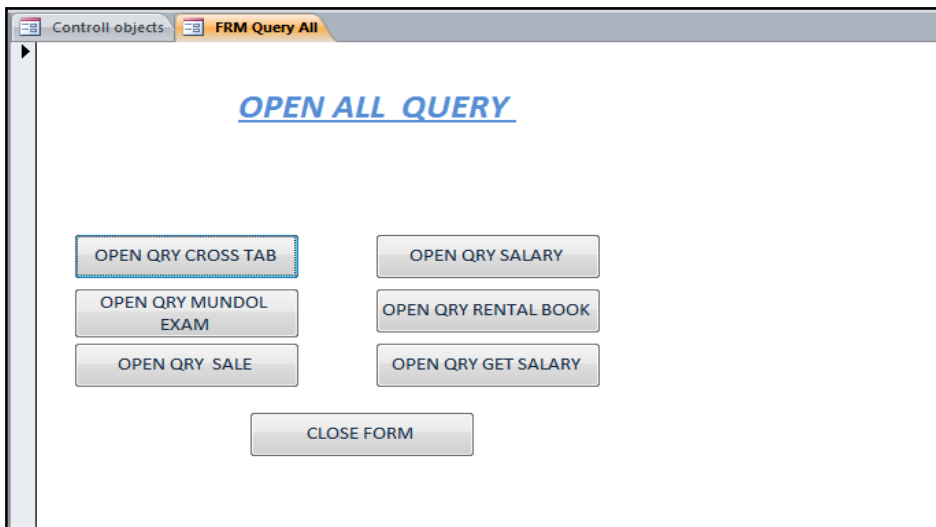 Controll objects FRM Query All
OPEN ALL QUERY
OPEN QRY CROSS TAB
OPEN QRY SALARY
OPEN QRY MUNDOL
EXAM
OPEN QRY RENTAL BOOK
OPEN QRY SALE
OPEN QRY GET SALARY
CLOSE FORM